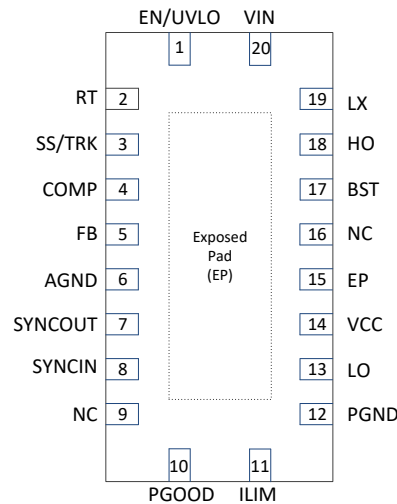 EN/UVLO VIN
1 20
RT 2 19 LX
SS/TRK 3 18 HO
COMP 4 17 BST
FB 5 16 NC
Exposed
Pad
(EP)
AGND 6 15 EP
SYNCOUT 7 14 VCC
SYNCIN 8 13 LO
NC 9 12 PGND
10 11
PGOOD ILIM